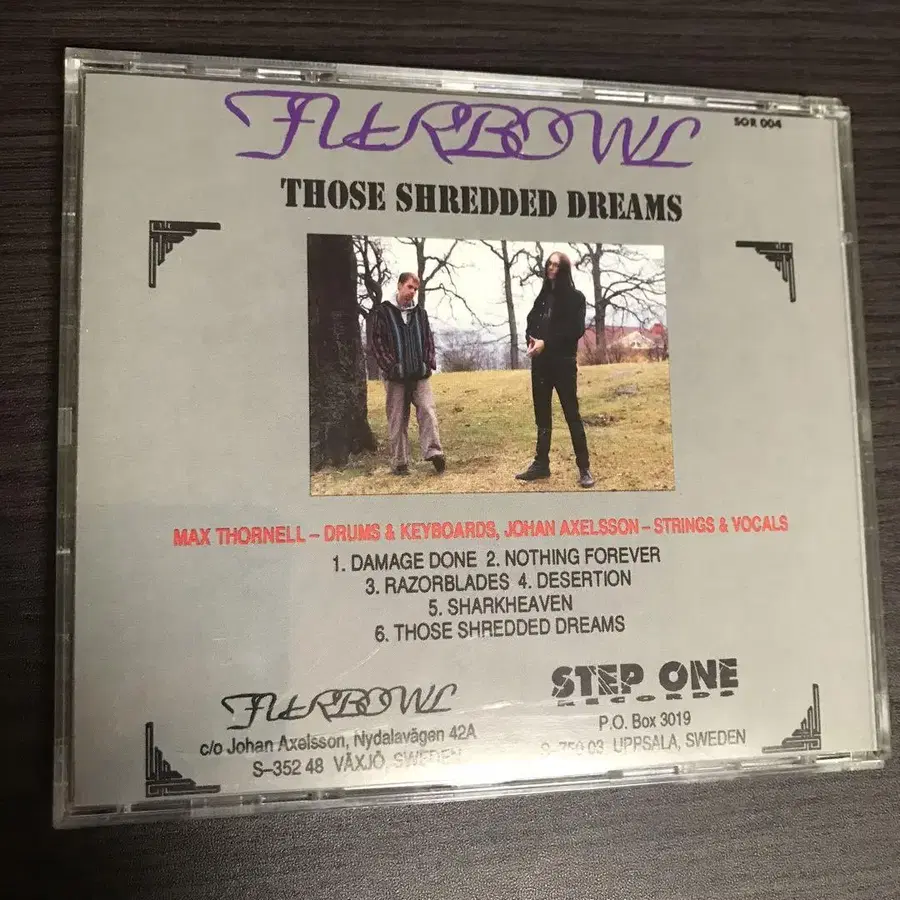 FURBOWL
SOR 004
THOSE SHREDDED DREAMS
MAX THORNELL – DRUMS & KEYBOARDS, JOHAN AXELSSON – STRINGS & VOCALS
1. DAMAGE DONE 2. NOTHING FOREVER
3. RAZORBLADES 4. DESERTION
5. SHARKHEAVEN
6. THOSE SHREDDED DREAMS
FURBOWL
c/o Johan Axelsson, Nydalavägen 42A
S–352 48 VÄXJÖ, SWEDEN
STEP ONE
RECORDS
P.O. Box 3019
S–750 03 UPPSALA, SWEDEN